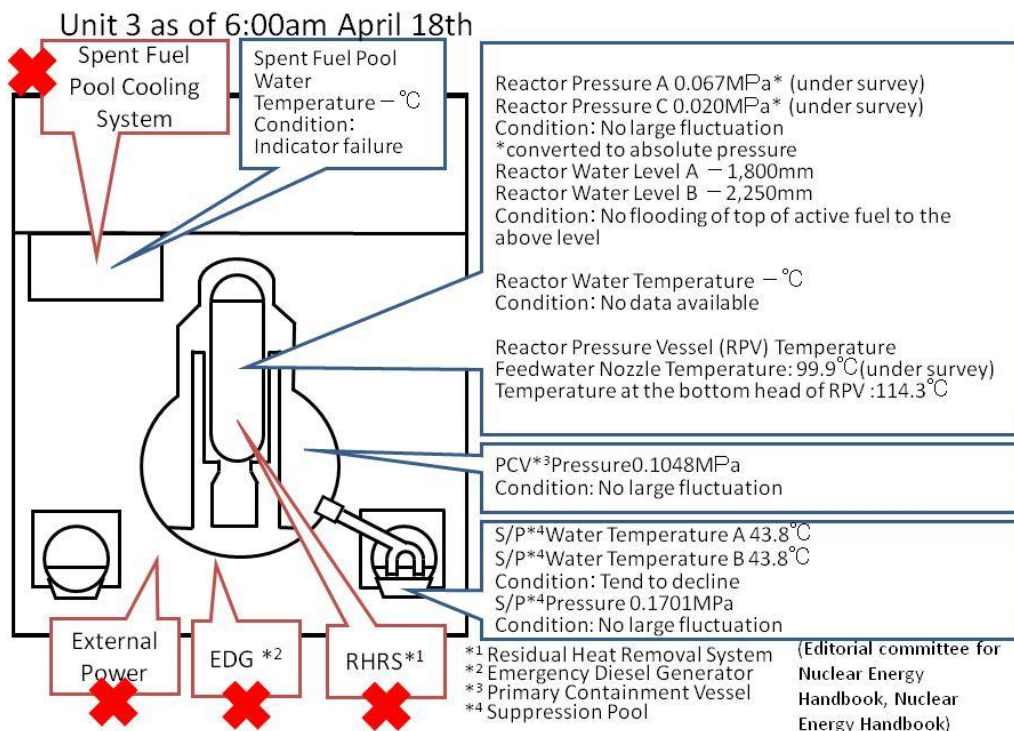 Unit 3 as of 6:00am April 18th
Spent Fuel
Pool Cooling
System
Spent Fuel Pool
Water
Temperature－℃
Condition:
Indicator failure
Reactor Pressure A 0.067MPa* (under survey)
Reactor Pressure C 0.020MPa* (under survey)
Condition: No large fluctuation
*converted to absolute pressure
Reactor Water Level A －1,800mm
Reactor Water Level B －2,250mm
Condition: No flooding of top of active fuel to the
above level
Reactor Water Temperature －℃
Condition: No data available
Reactor Pressure Vessel (RPV) Temperature
Feedwater Nozzle Temperature: 99.9℃(under survey)
Temperature at the bottom head of RPV :114.3℃
PCV*3Pressure0.1048MPa
Condition: No large fluctuation
S/P*4Water Temperature A 43.8℃
S/P*4Water Temperature B 43.8℃
Condition: Tend to decline
S/P*4Pressure 0.1701MPa
Condition: No large fluctuation
External
Power
EDG *2
RHRS*1
*1 Residual Heat Removal System
*2 Emergency Diesel Generator
*3 Primary Containment Vessel
*4 Suppression Pool
(Editorial committee for
Nuclear Energy
Handbook, Nuclear
Energy Handbook)